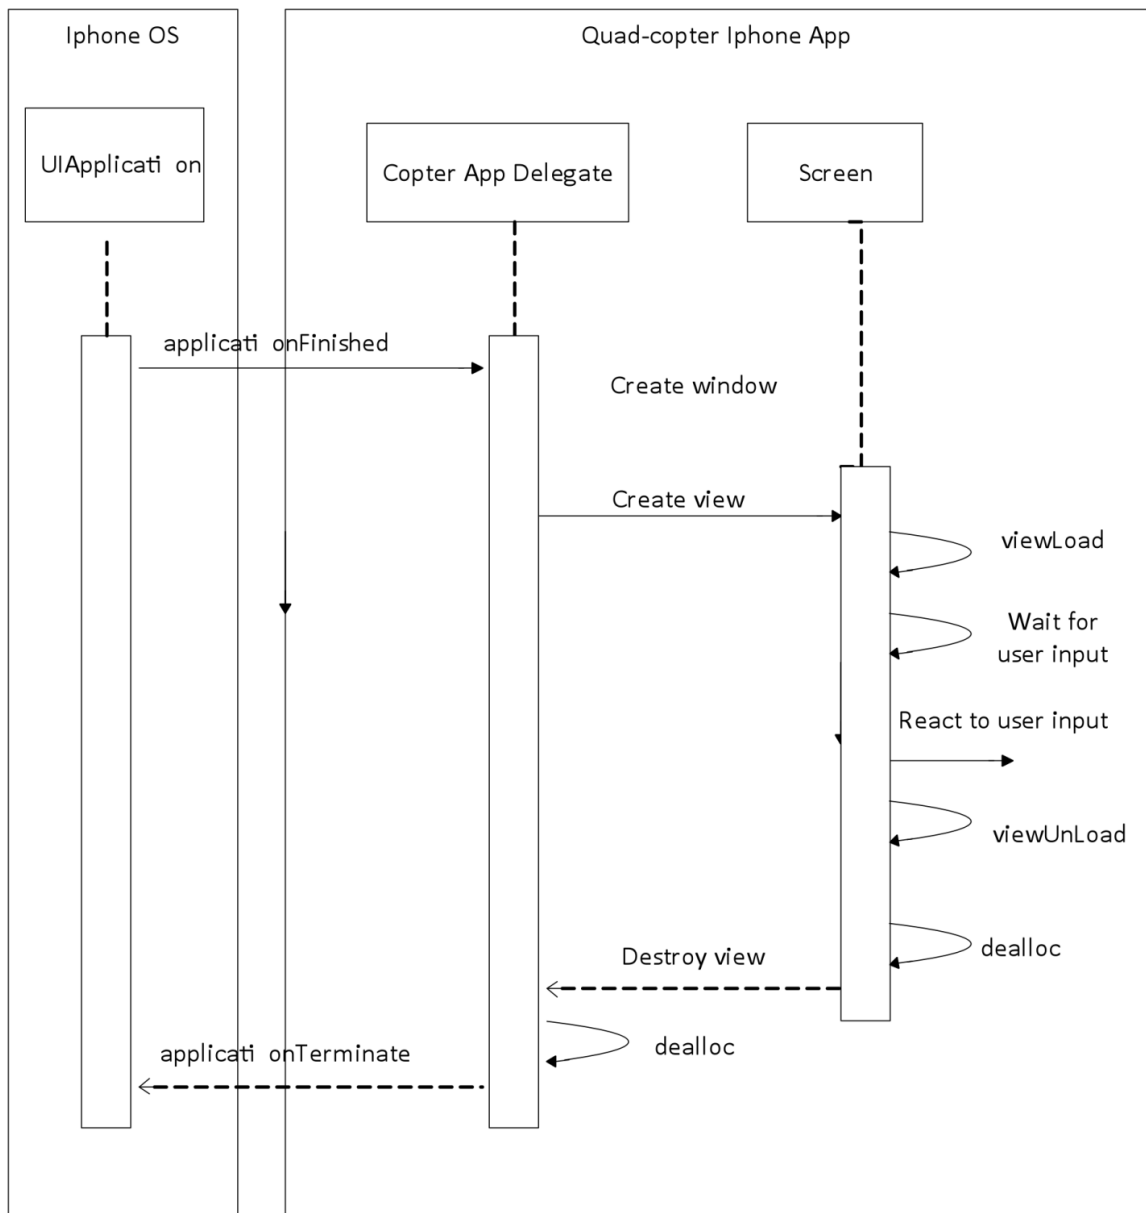 Iphone OS
Quad-copter Iphone App
UIApplicati on
Copter App Delegate
Screen
applicati onFinished
Create window
Create view
viewLoad
Wait for
user input
React to user input
viewUnLoad
dealloc
Destroy view
dealloc
applicati onTerminate